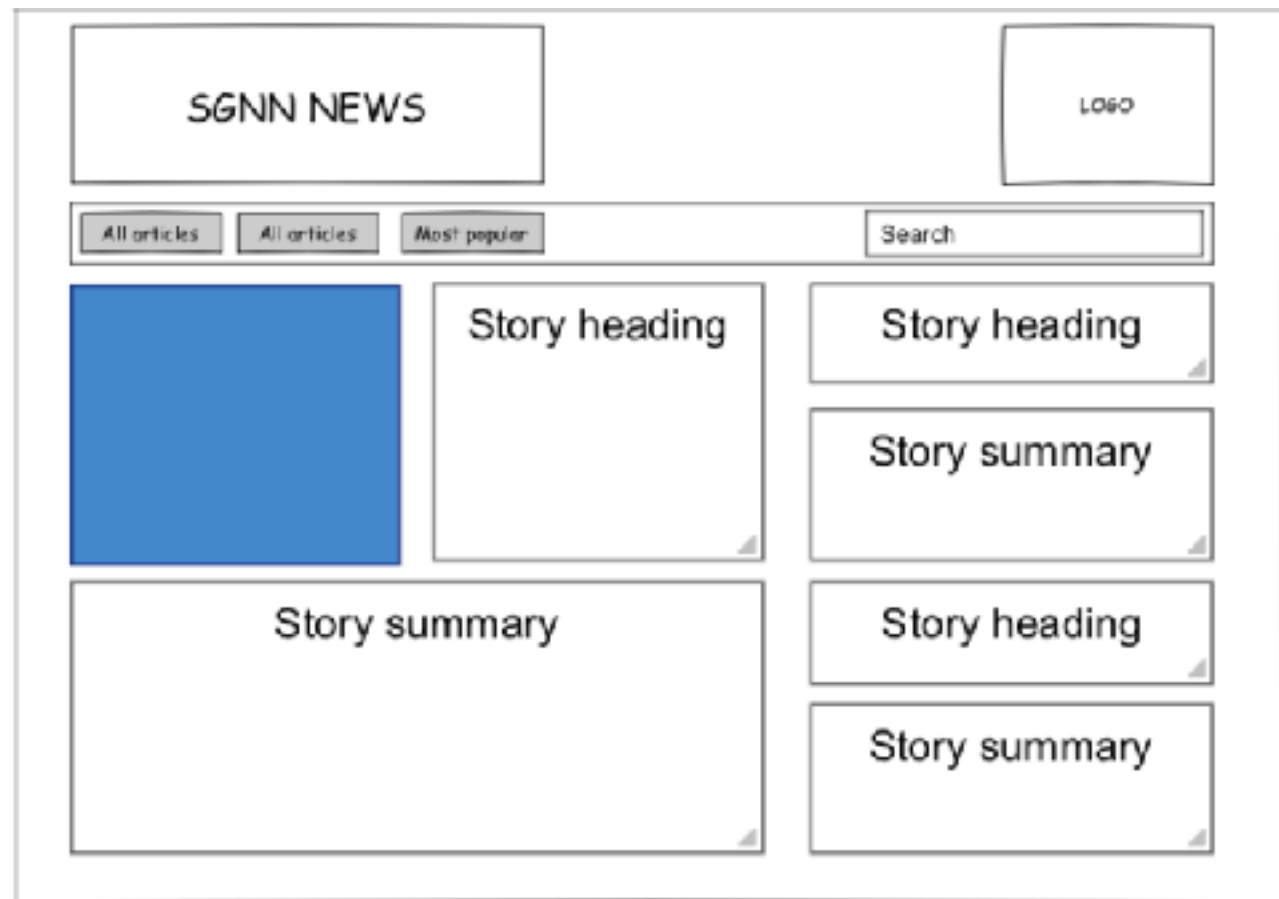 SGNN NEWS
LOGO
All articles
All articles
Most popular
Search
Story heading
Story heading
Story summary
Story summary
Story heading
Story summary